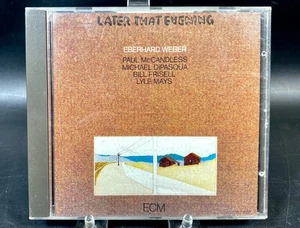 LATER THAT EVENING
EBERHARD WEBER
PAUL McCANDLESS
MICHAEL DIPASQUA
BILL FRISELL
LYLE MAYS
ECM